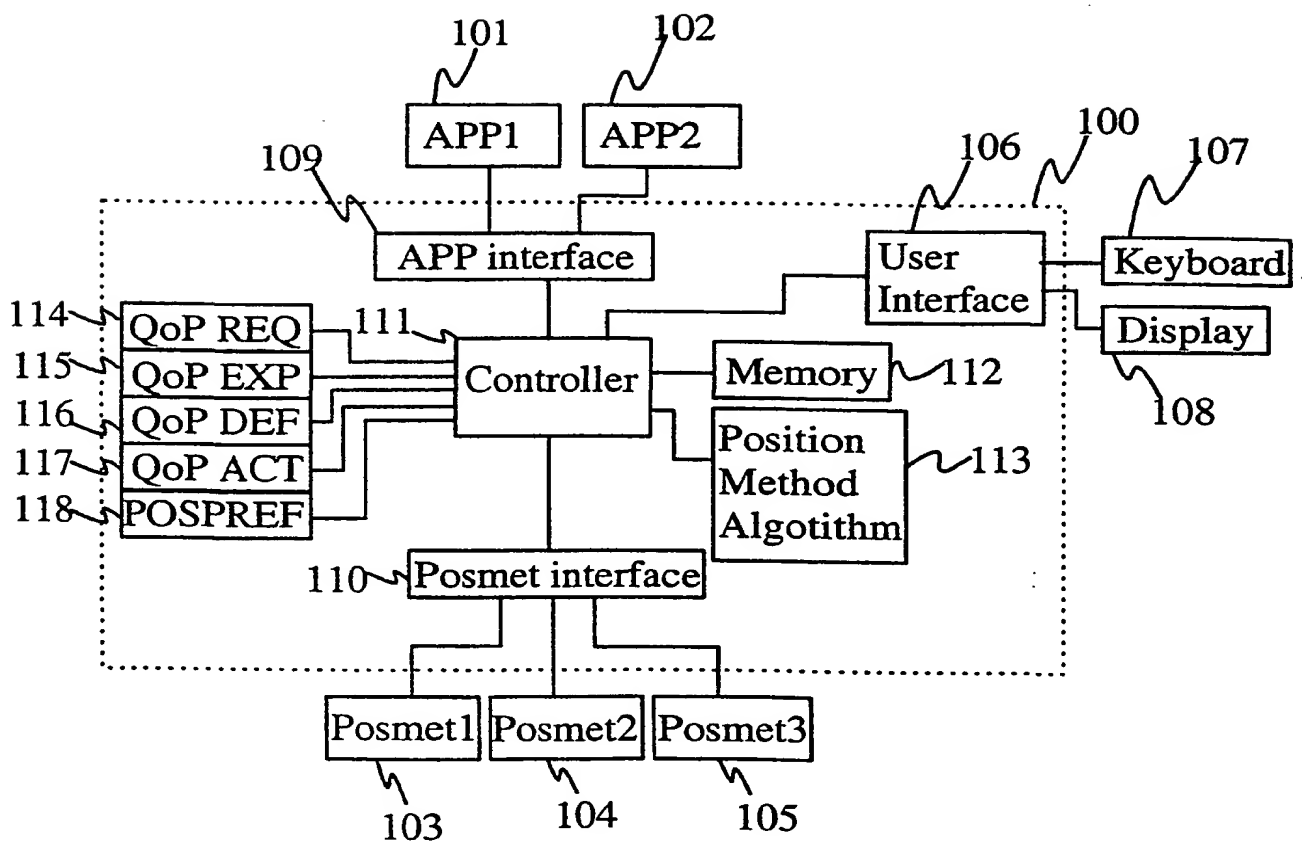 101
102
APP1
APP2
100
109
106
107
APP interface
User
Interface
Keyboard
114
QoP REQ
111
Display
115
QoP EXP
Controller
Memory
112
108
116
QoP DEF
117
QoP ACT
Position
Method
Algotithm
113
118
POSPREF
110
Posmet interface
Posmet1
Posmet2
Posmet3
103
104
105